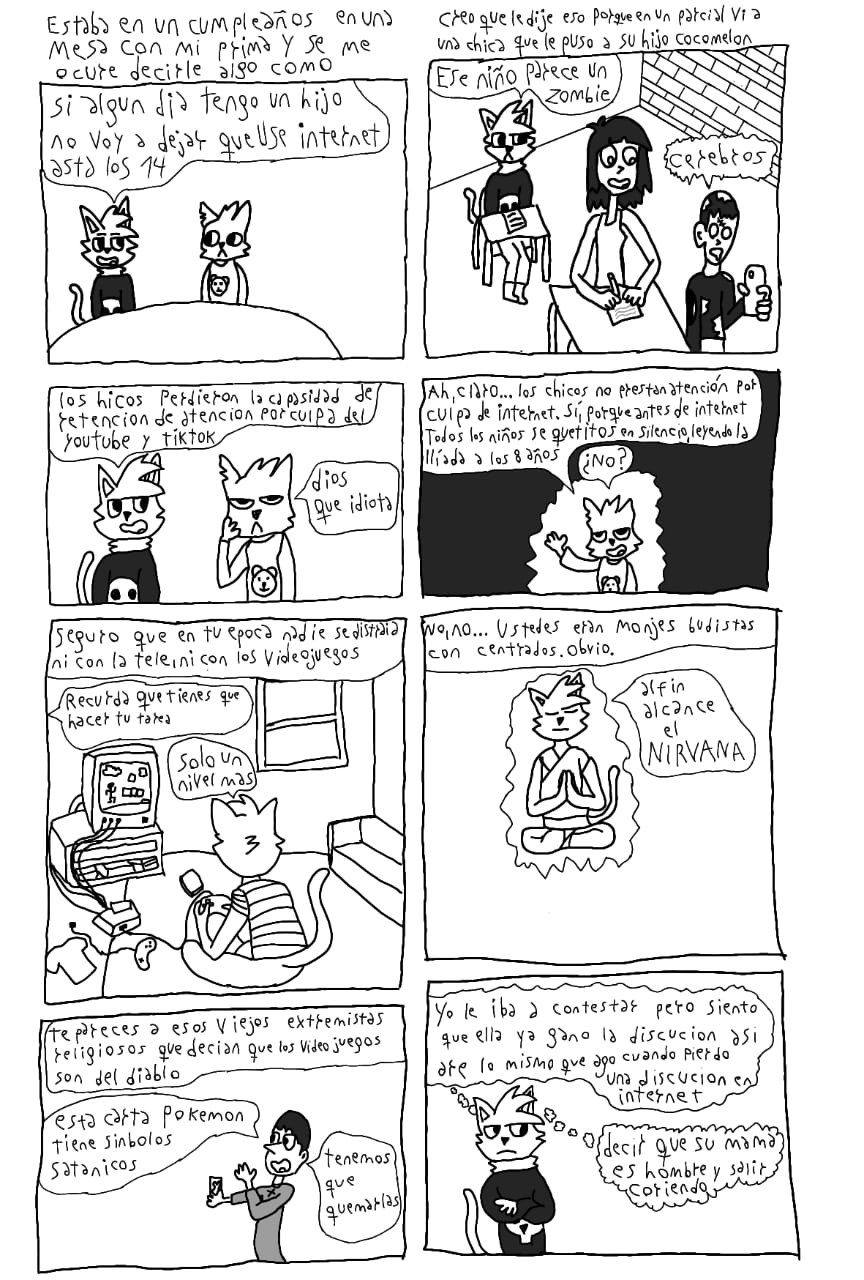 Estaba en un cumpleaños en una
mesa con mi prima y se me
ocure decirle algo como
si algun dia tengo un hijo
no voy a dejar que use internet
asta los 14
creo que le dije eso porque en un parcial vi a
una chica que le puso a su hijo cocomelon
Ese niño parece un
zombie
cerebros
los hicos perdieron la capasidad de
retencion de atencion por culpa del
youtube y tiktok
dios
que idiota
Ah, claro... los chicos no prestan atención por
culpa de internet. Sí, porque antes de internet
Todos los niños se quetitos en silencio, leyendo la
Ilíada a los 8 años
¿No?
seguro que en tu epoca nadie se distraia
ni con la tele, ni con los videojuegos
Recurda que tienes que
hacer tu tarea
solo un
nivel mas
No, no... Ustedes eran monjes budistas
con centrados. Obvio.
alfin
alcance
el
NIRVANA
te pareces a esos viejos extremistas
religiosos que decian que los video juegos
son del diablo
esta carta pokemon
tiene sinbolos
satanicos
tenemos
que
quemarlas
Yo le iba a contestar pero siento
que ella ya gano la discucion asi
are lo mismo que ago cuando pierdo
una discucion en
internet
decir que su mama
es hombre y salir
coriendo